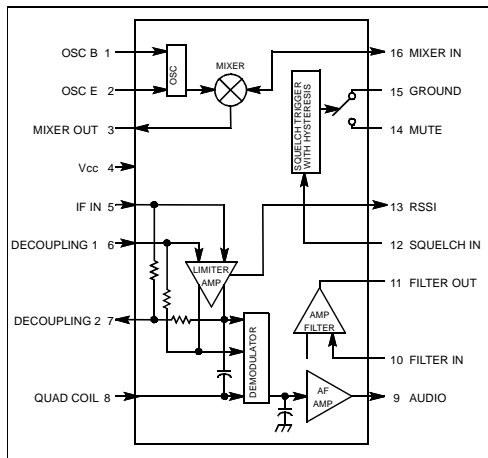 OSC B 1
OSC E 2
MIXER OUT 3
Vcc 4
IF IN 5
DECOUPLING 1 6
DECOUPLING 2 7
QUAD COIL 8
OSC
MIXER
SQUELCH TRIGGER
WITH HYSTERESIS
LIMITER
AMP
DEMODULATOR
AMP
FILTER
AF
AMP
16 MIXER IN
15 GROUND
14 MUTE
13 RSSI
12 SQUELCH IN
11 FILTER OUT
10 FILTER IN
9 AUDIO